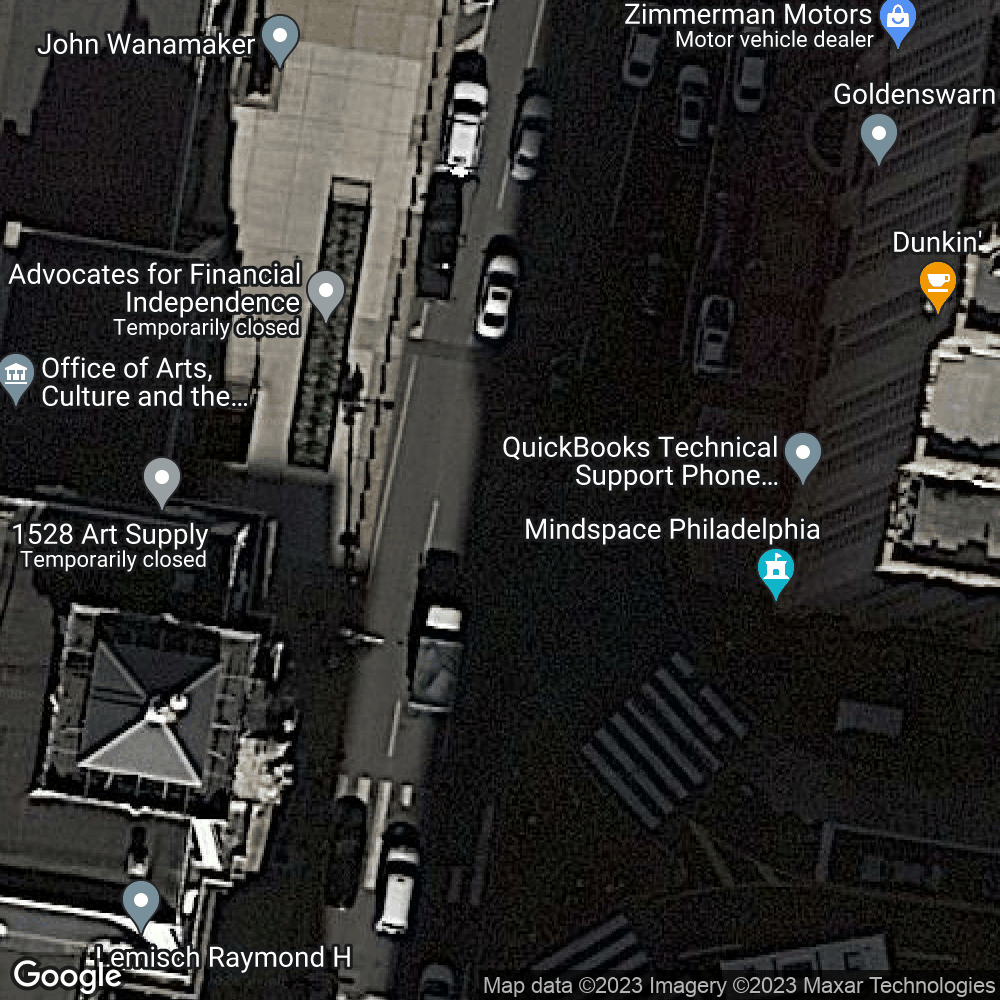 Zimmerman Motors
Motor vehicle dealer
John Wanamaker
Goldenswarn
Dunkin'
Advocates for Financial
Independence
Temporarily closed
Office of Arts,
Culture and the...
QuickBooks Technical
Support Phone...
Mindspace Philadelphia
1528 Art Supply
Temporarily closed
Lemisch Raymond H
Google
Map data ©2023 Imagery ©2023 Maxar Technologies